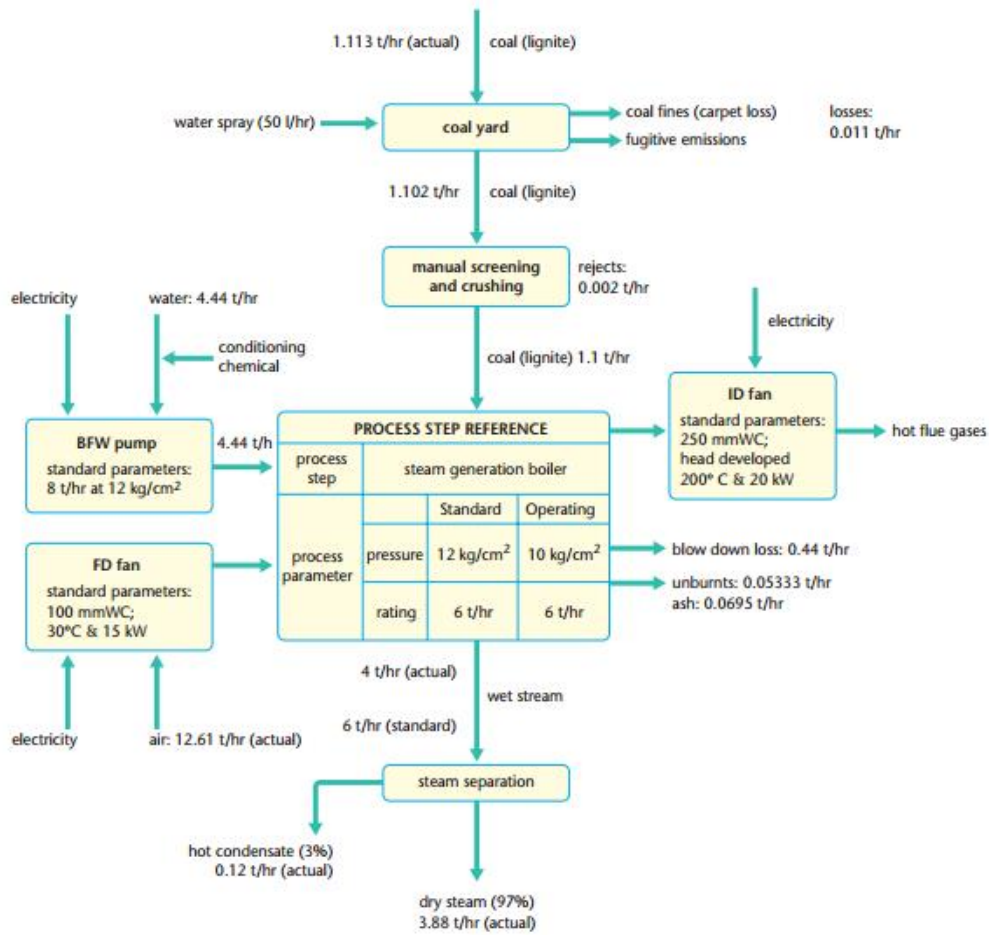 1.113 t/hr (actual)
coal (lignite)
water spray (50 l/hr)
coal yard
coal fines (carpet loss)
fugitive emissions
losses:
0.011 t/hr
1.102 t/hr
coal (lignite)
manual screening
and crushing
rejects:
0.002 t/hr
electricity
water: 4.44 t/hr
conditioning
chemical
coal (lignite) 1.1 t/hr
electricity
BFW pump
standard parameters:
8 t/hr at 12 kg/cm²
4.44 t/h
PROCESS STEP REFERENCE
process
step
steam generation boiler
Standard
Operating
process
parameter
pressure
12 kg/cm²
10 kg/cm²
rating
6 t/hr
6 t/hr
ID fan
standard parameters:
250 mmWC;
head developed
200° C & 20 kW
hot flue gases
FD fan
standard parameters:
100 mmWC;
30°C & 15 kW
blow down loss: 0.44 t/hr
unburnts: 0.05333 t/hr
ash: 0.0695 t/hr
electricity
air: 12.61 t/hr (actual)
4 t/hr (actual)
wet stream
6 t/hr (standard)
steam separation
hot condensate (3%)
0.12 t/hr (actual)
dry steam (97%)
3.88 t/hr (actual)